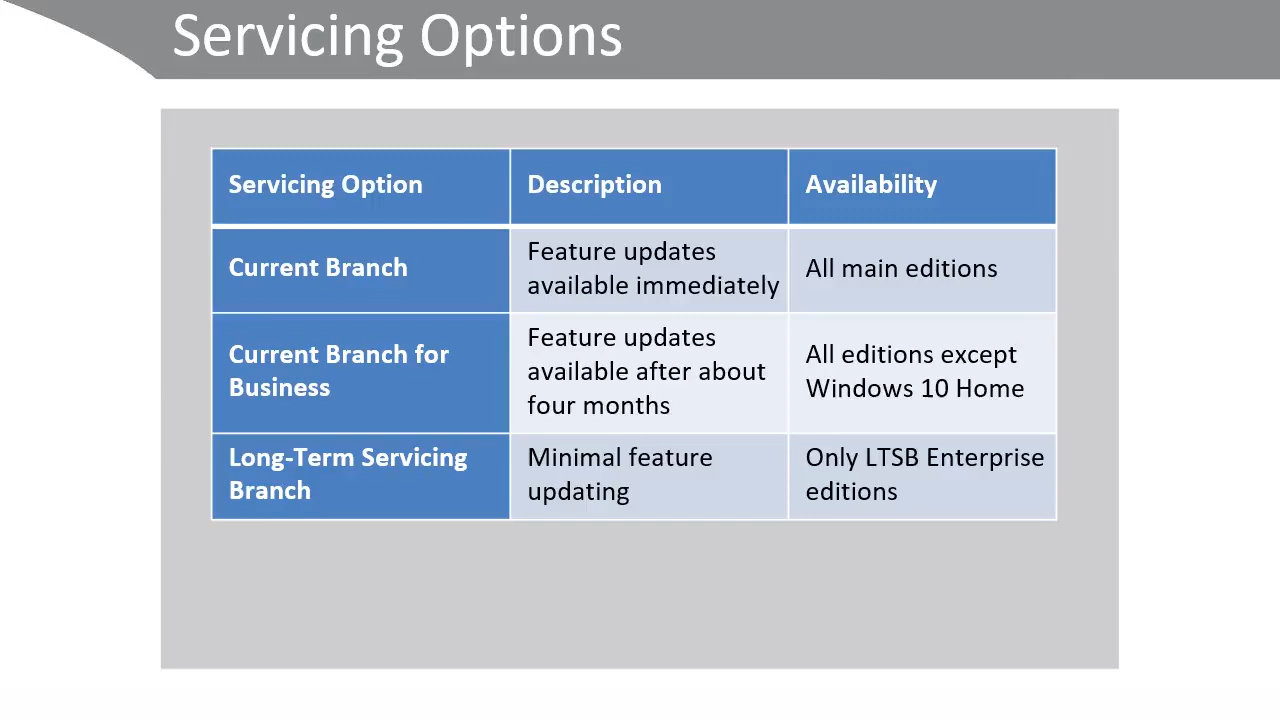 Servicing Options
Servicing Option
Description
Availability
Current Branch
Feature updates
available immediately
All main editions
Current Branch for
Business
Feature updates
available after about
four months
All editions except
Windows 10 Home
Long-Term Servicing
Branch
Minimal feature
updating
Only LTSB Enterprise
editions